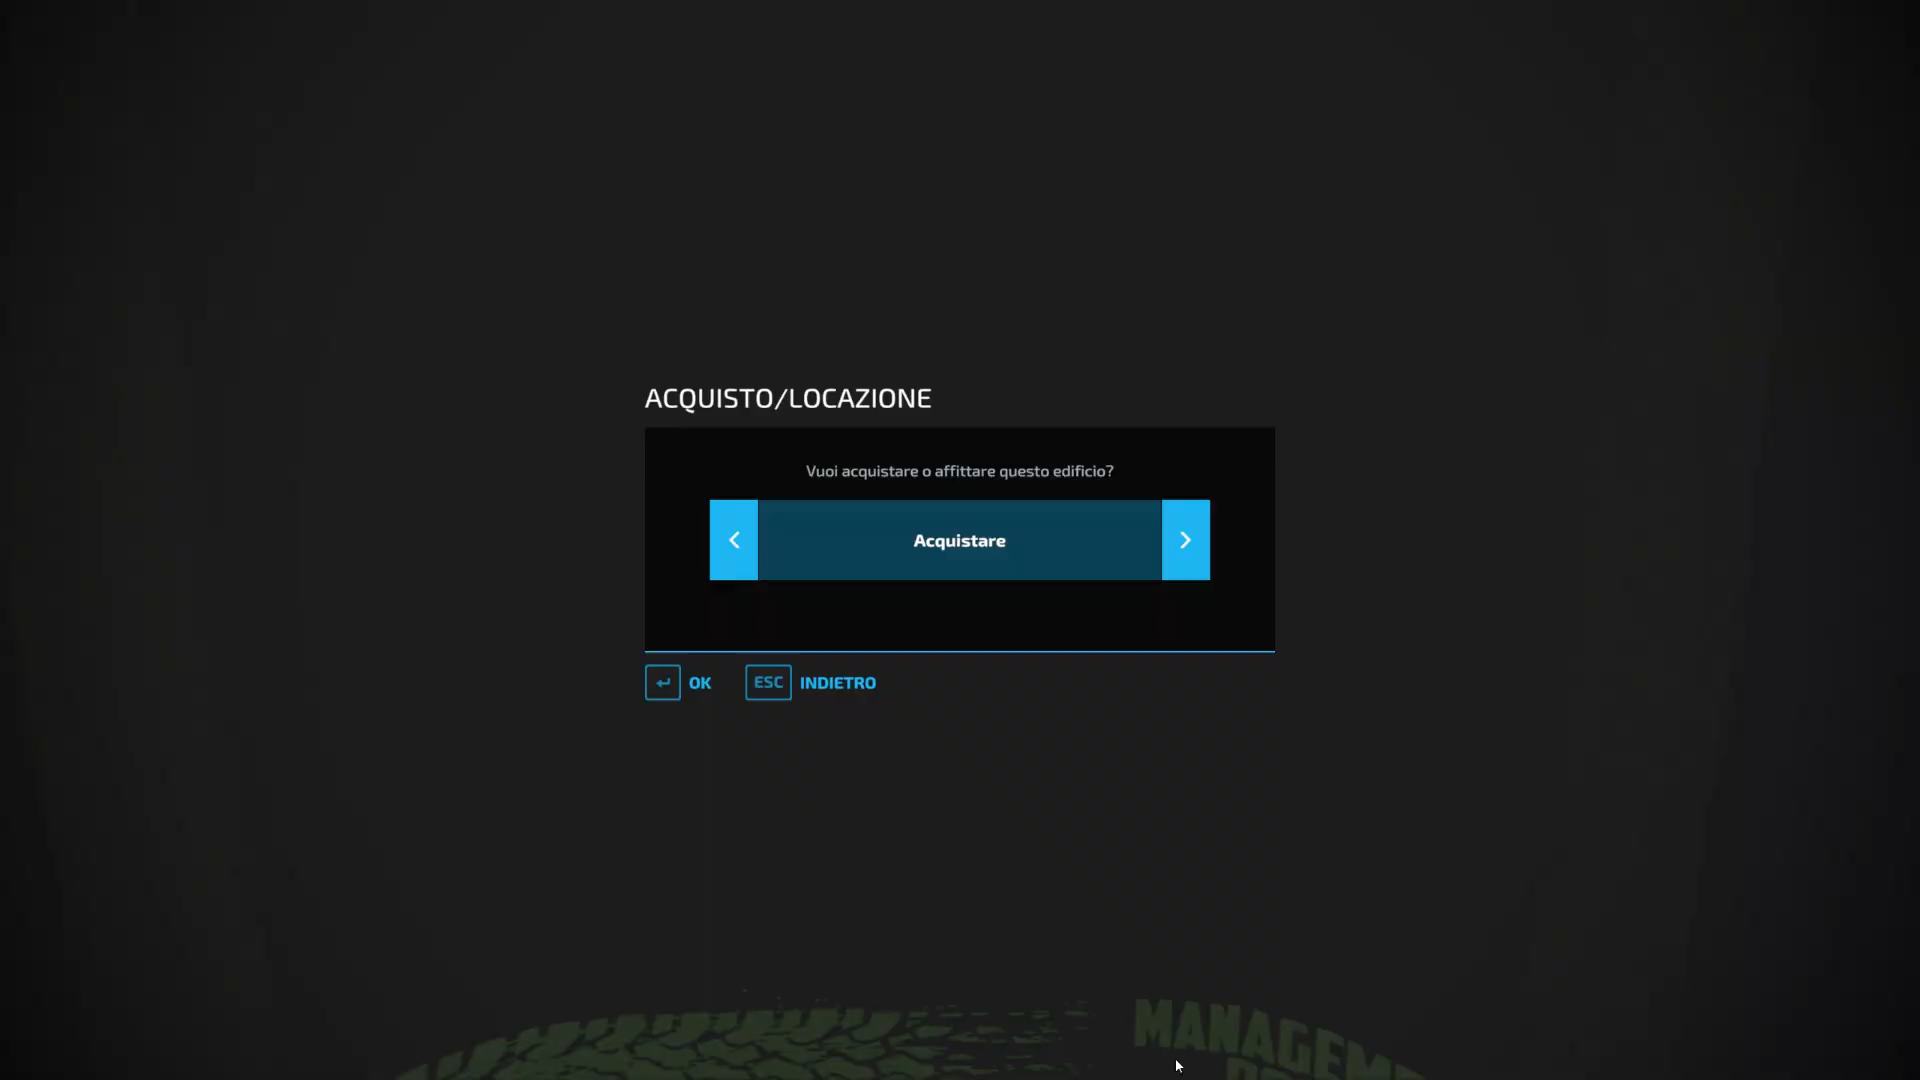 ACQUISTO/LOCAZIONE
Vuoi acquistare o affittare questo edificio?
Acquistare
OK
ESC INDIETRO